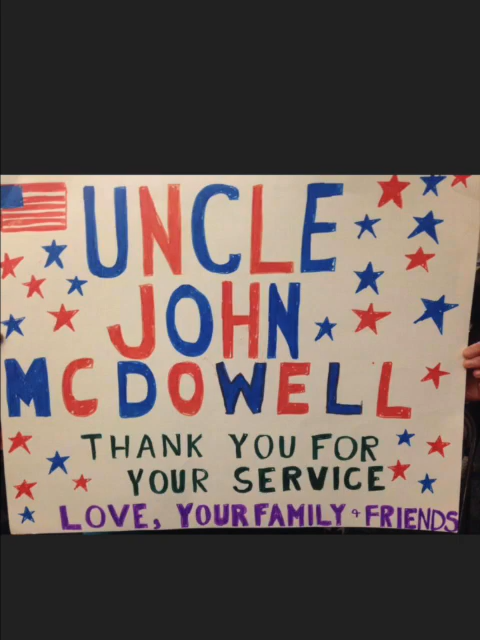 UNCLE
JOHN
MCDOWELL
THANK YOU FOR
YOUR SERVICE
LOVE, YOUR FAMILY & FRIENDS